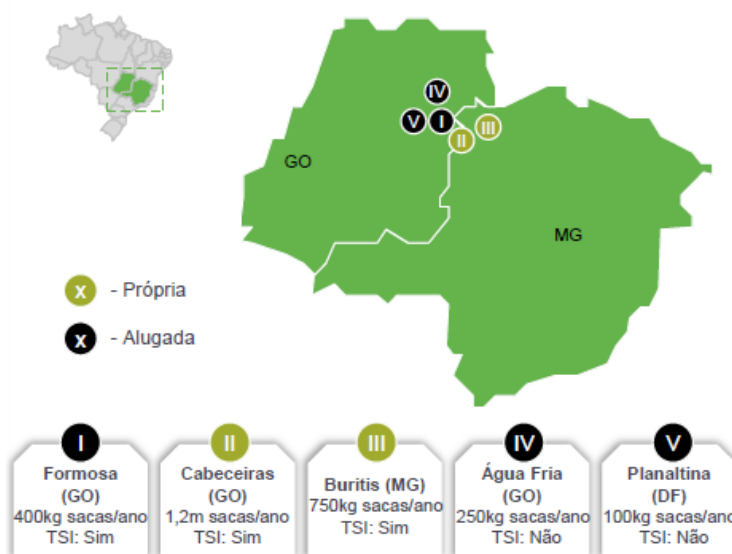 IV
V
I
III
II
GO
MG
x - Própria
x - Alugada
I
Formosa
(GO)
400kg sacas/ano
TSI: Sim
II
Cabeceiras
(GO)
1,2m sacas/ano
TSI: Sim
III
Buritis (MG)
750kg sacas/ano
TSI: Sim
IV
Água Fria
(GO)
250kg sacas/ano
TSI: Não
V
Planaltina
(DF)
100kg sacas/ano
TSI: Não